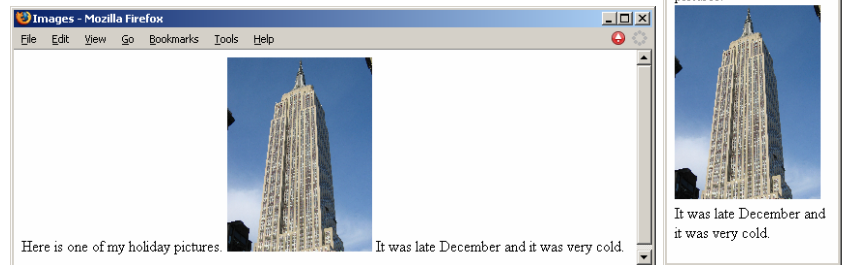 Images - Mozilla Firefox
File Edit View Go Bookmarks Tools Help
Here is one of my holiday pictures. It was late December and it was very cold.
pictures.
It was late December and
it was very cold.